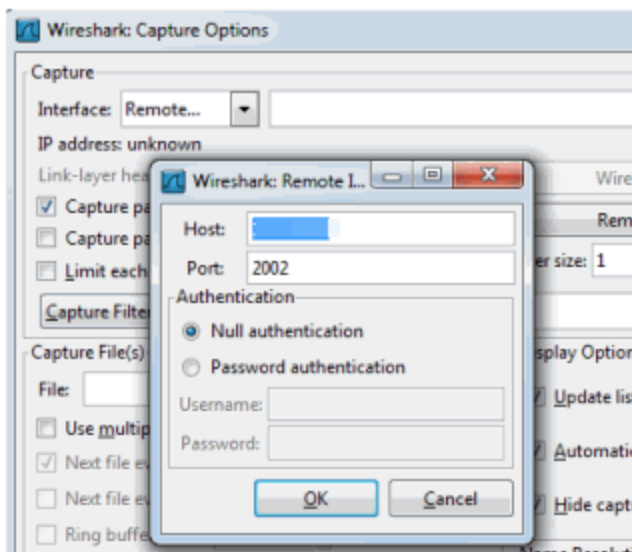 Wireshark: Capture Options
Capture
Interface: Remote...
IP address: unknown
Link-layer hea
Wireshark: Remote I...
Wire
Capture pa
Host:
Rem
Capture pa
Port: 2002
er size: 1
Limit each
Authentication
Capture Filter
Null authentication
Capture File(s)
Password authentication
splay Option
File:
Username:
Update lis
Use multip
Password:
Next file ev
Automatic
Next file ev
OK
Cancel
Hide capt
Ring buffe